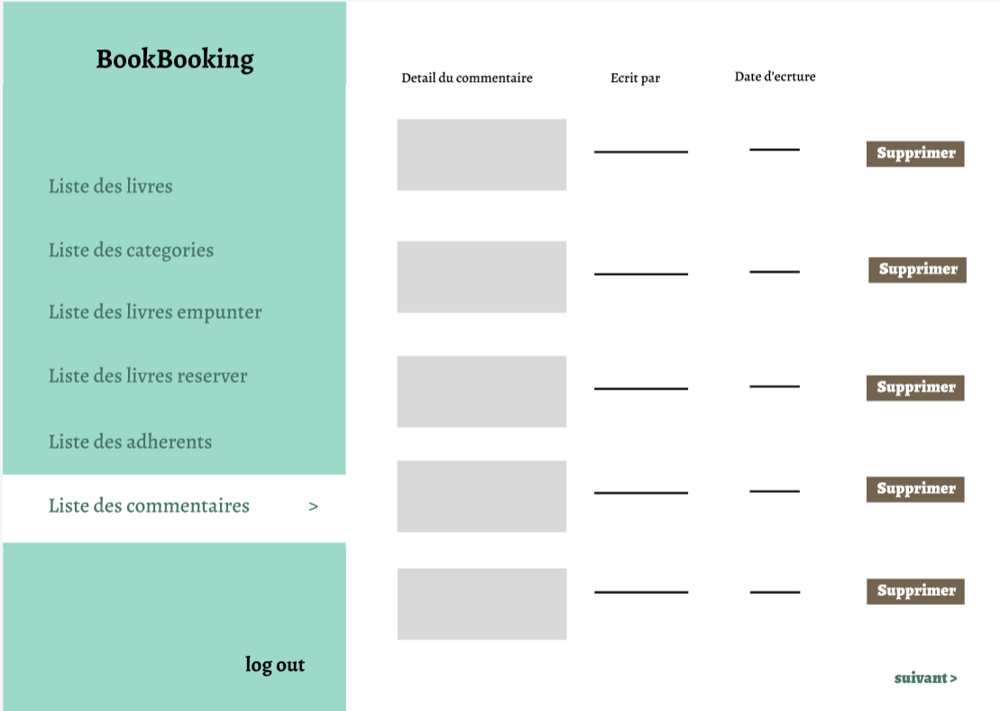 BookBooking
Liste des livres
Liste des categories
Liste des livres empunter
Liste des livres reserver
Liste des adherents
Liste des commentaires >
log out
Detail du commentaire Ecrit par Date d'ecrture
Supprimer
Supprimer
Supprimer
Supprimer
Supprimer
suivant >